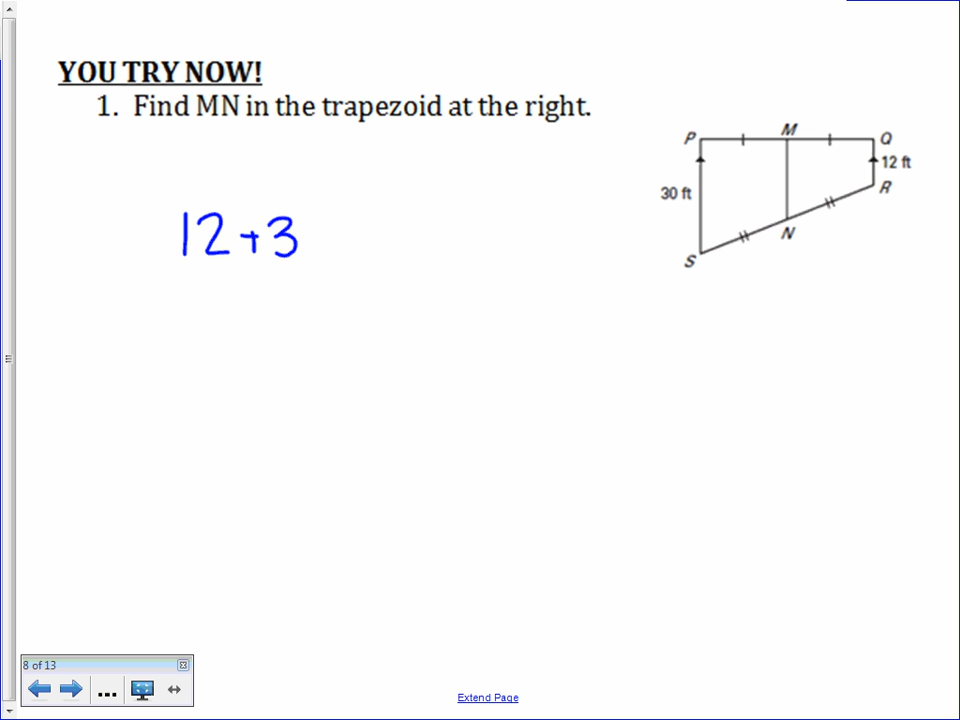 YOU TRY NOW!
1. Find MN in the trapezoid at the right.
P
M
Q
12 ft
R
30 ft
N
S
12+3
8 of 13
...
Extend Page